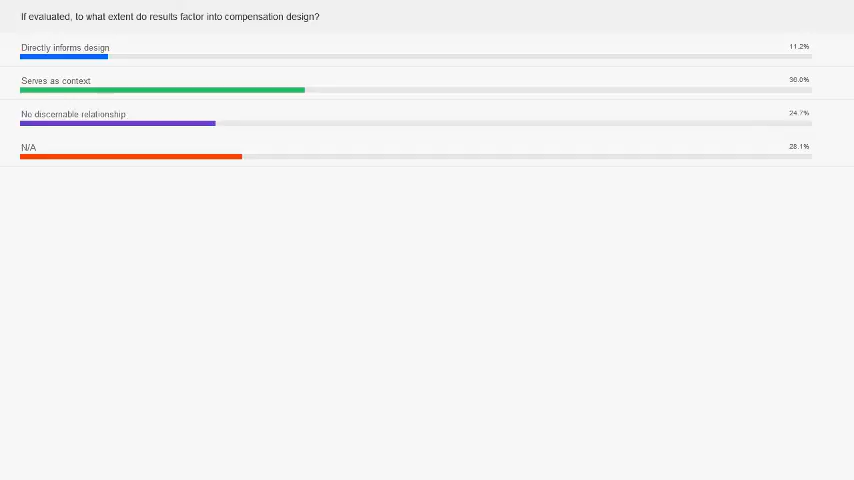 If evaluated, to what extent do results factor into compensation design?
Directly informs design
11.2%
Serves as context
36.0%
No discernable relationship
24.7%
N/A
28.1%